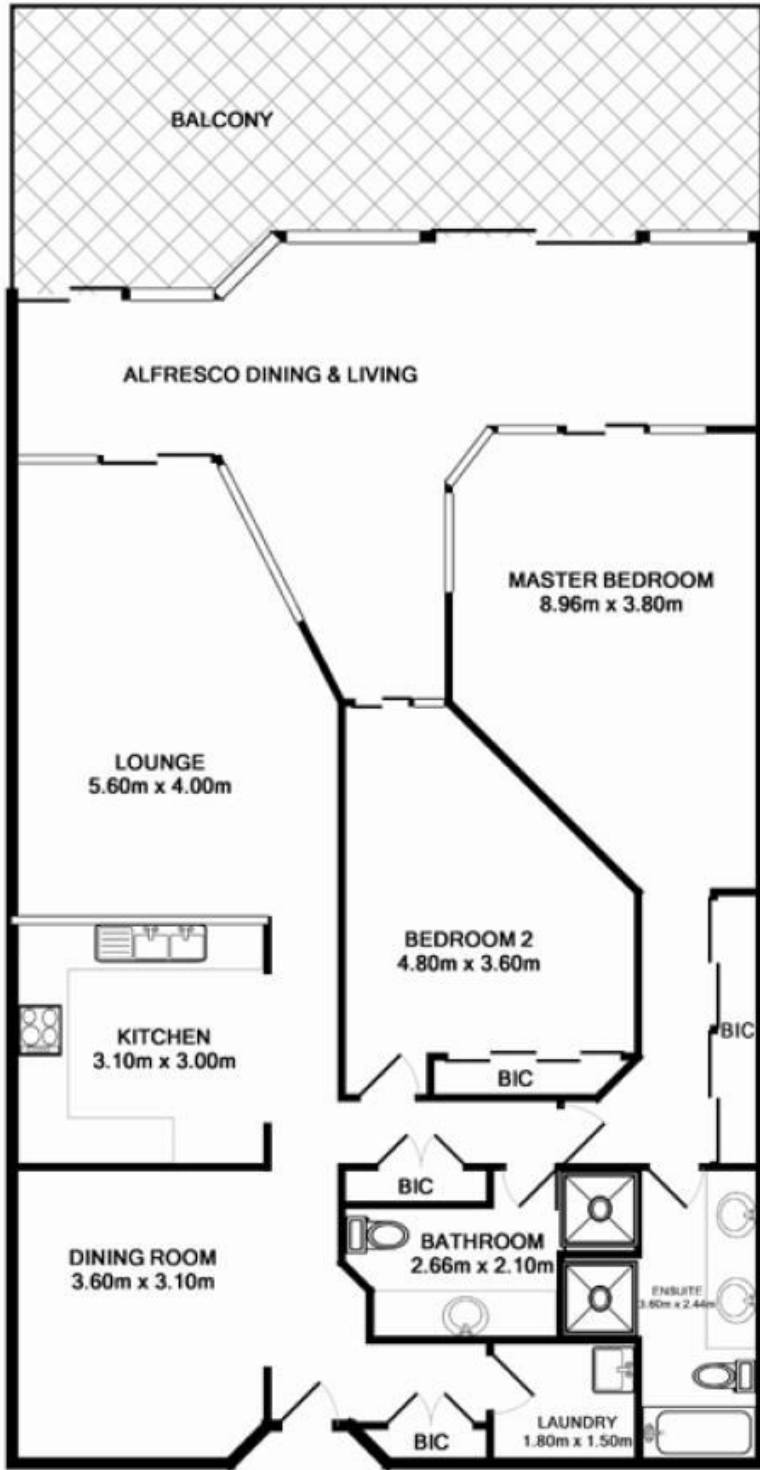 BALCONY
ALFRESCO DINING & LIVING
MASTER BEDROOM
8.96m x 3.80m
LOUNGE
5.60m x 4.00m
BEDROOM 2
4.80m x 3.60m
KITCHEN
3.10m x 3.00m
BIC
BIC
BIC
DINING ROOM
3.60m x 3.10m
BATHROOM
2.66m x 2.10m
ENSUITE
3.60m x 2.44m
LAUNDRY
1.80m x 1.50m
BIC